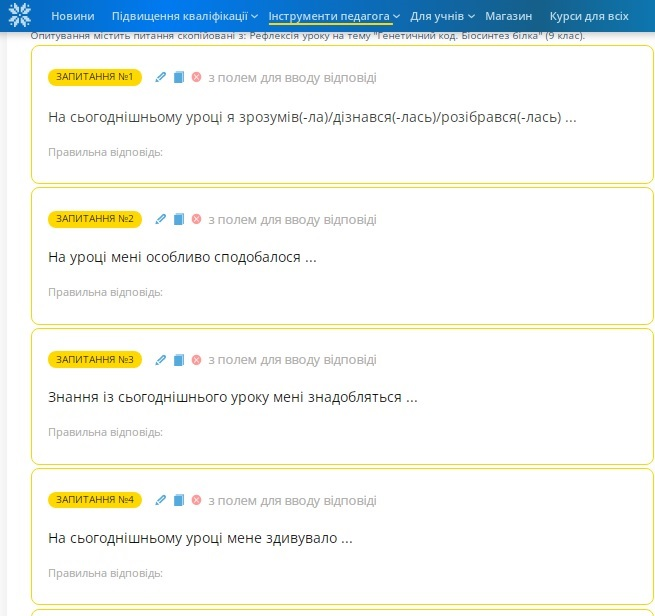 Новини Підвищення кваліфікації Інструменти педагога Для учнів Магазин Курси для всіх
Опитування містить питання скопійовані з: Рефлексія уроку на тему "Генетичний код. Біосинтез білка" (9 клас).
ЗАПИТАННЯ №1 з полем для вводу відповіді
На сьогоднішньому уроці я зрозумів(-ла)/дізнався(-лась)/розібрався(-лась) ...
Правильна відповідь:
ЗАПИТАННЯ №2 з полем для вводу відповіді
На уроці мені особливо сподобалося ...
Правильна відповідь:
ЗАПИТАННЯ №3 з полем для вводу відповіді
Знання із сьогоднішнього уроку мені знадобляться ...
Правильна відповідь:
ЗАПИТАННЯ №4 з полем для вводу відповіді
На сьогоднішньому уроці мене здивувало ...
Правильна відповідь: